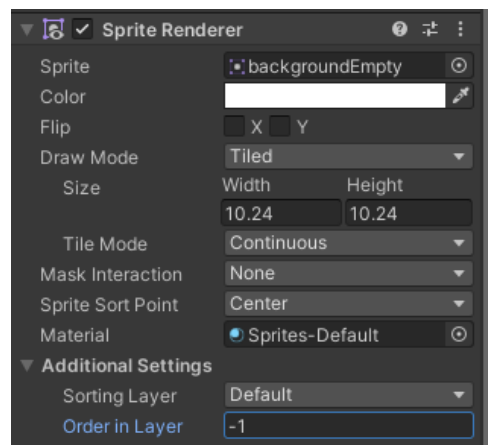 Sprite Renderer
Sprite backgroundEmpty
Color
Flip X Y
Draw Mode Tiled
Size Width Height
10.24 10.24
Tile Mode Continuous
Mask Interaction None
Sprite Sort Point Center
Material Sprites-Default
Additional Settings
Sorting Layer Default
Order in Layer -1